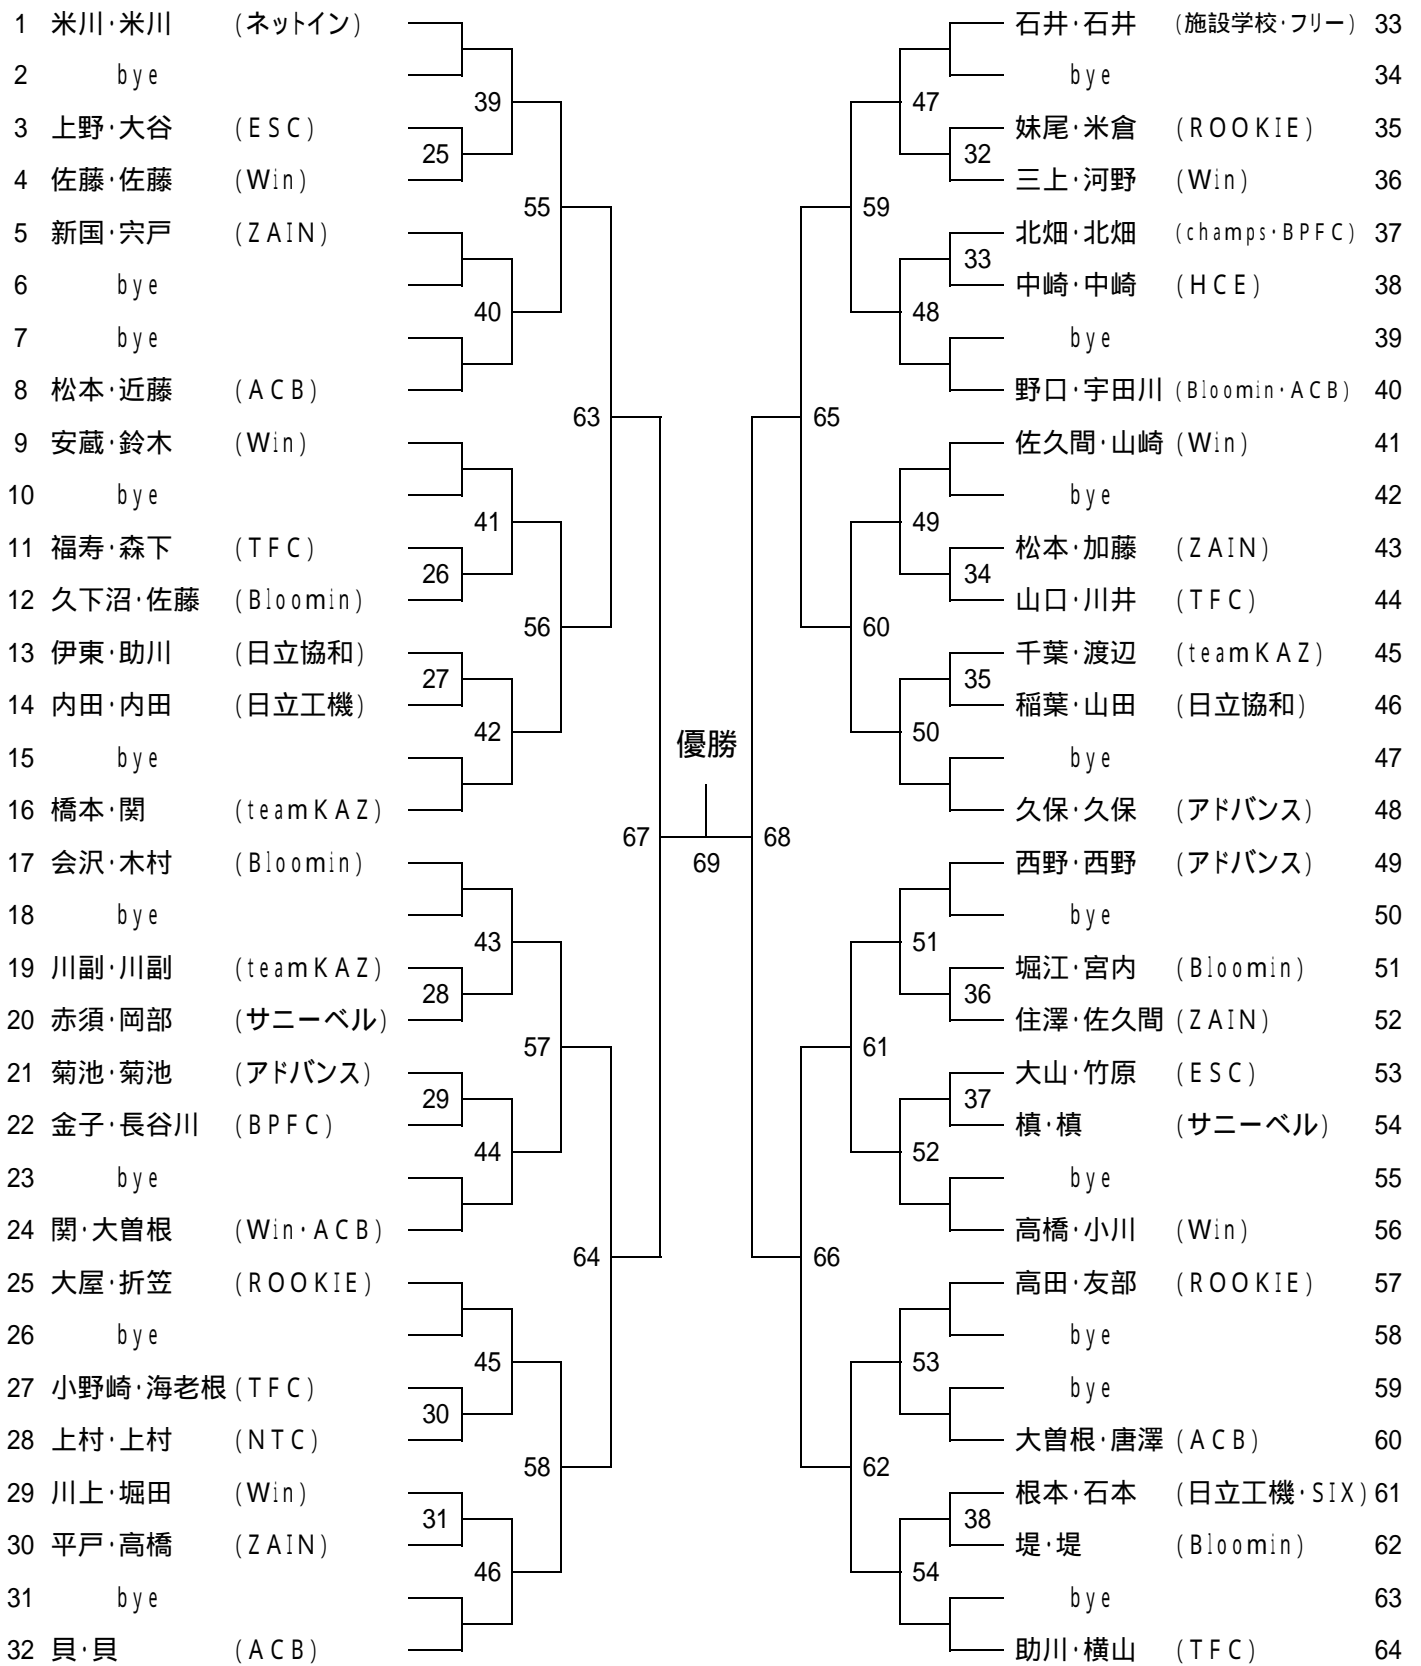 1 米川・米川 (ネットイン)
2 bye
3 上野・大谷 (ESC)
4 佐藤・佐藤 (Win)
5 新国・宍戸 (ZAIN)
6 bye
7 bye
8 松本・近藤 (ACB)
9 安蔵・鈴木 (Win)
10 bye
11 福寿・森下 (TFC)
12 久下沼・佐藤 (Bloomin)
13 伊東・助川 (日立協和)
14 内田・内田 (日立工機)
15 bye
16 橋本・関 (teamKAZ)
17 会沢・木村 (Bloomin)
18 bye
19 川副・川副 (teamKAZ)
20 赤須・岡部 (サニーベル)
21 菊池・菊池 (アドバンス)
22 金子・長谷川 (BPFC)
23 bye
24 関・大曽根 (Win・ACB)
25 大屋・折笠 (ROOKIE)
26 bye
27 小野崎・海老根 (TFC)
28 上村・上村 (NTC)
29 川上・堀田 (Win)
30 平戸・高橋 (ZAIN)
31 bye
32 貝・貝 (ACB)
25
26
27
28
29
30
31
39
40
41
42
43
44
45
46
55
56
57
58
63
64
67
優勝
69
68
65
66
59
60
61
62
47
48
49
50
51
52
53
54
32
33
34
35
36
37
38
石井・石井 (施設学校・フリー) 33
bye 34
妹尾・米倉 (ROOKIE) 35
三上・河野 (Win) 36
北畑・北畑 (champs・BPFC) 37
中崎・中崎 (HCE) 38
bye 39
野口・宇田川 (Bloomin・ACB) 40
佐久間・山崎 (Win) 41
bye 42
松本・加藤 (ZAIN) 43
山口・川井 (TFC) 44
千葉・渡辺 (teamKAZ) 45
稲葉・山田 (日立協和) 46
bye 47
久保・久保 (アドバンス) 48
西野・西野 (アドバンス) 49
bye 50
堀江・宮内 (Bloomin) 51
住澤・佐久間 (ZAIN) 52
大山・竹原 (ESC) 53
槙・槙 (サニーベル) 54
bye 55
高橋・小川 (Win) 56
高田・友部 (ROOKIE) 57
bye 58
bye 59
大曽根・唐澤 (ACB) 60
根本・石本 (日立工機・SIX) 61
堤・堤 (Bloomin) 62
bye 63
助川・横山 (TFC) 64